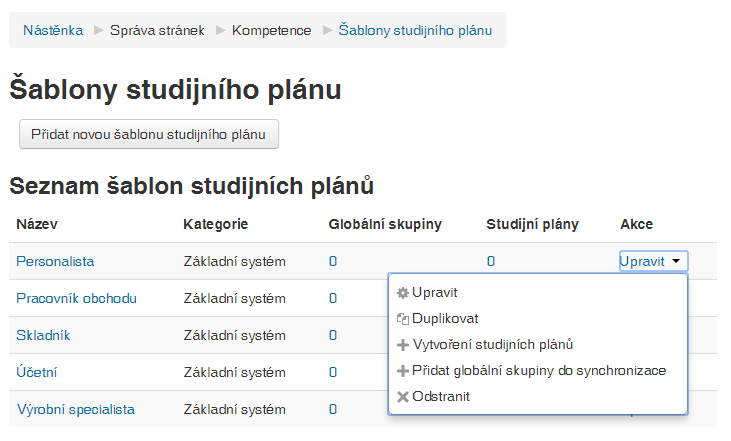 Nástěnka ▶ Správa stránek ▶ Kompetence ▶ Šablony studijního plánu
Šablony studijního plánu
Přidat novou šablonu studijního plánu
Seznam šablon studijních plánů
Název Kategorie Globální skupiny Studijní plány Akce
Personalista Základní systém 0 0 Upravit
Pracovník obchodu Základní systém 0
Skladník Základní systém 0
Účetní Základní systém 0
Výrobní specialista Základní systém 0
Upravit
Duplikovat
Vytvoření studijních plánů
Přidat globální skupiny do synchronizace
Odstranit